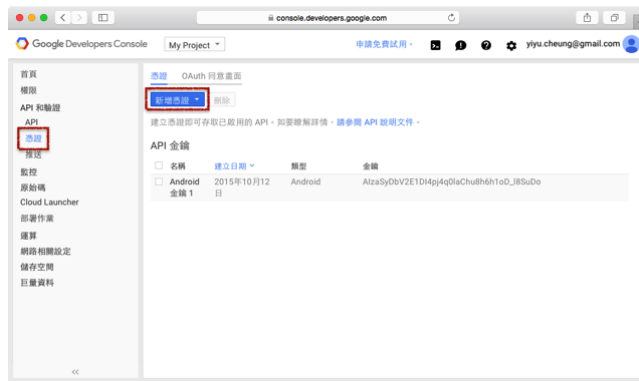 console.developers.google.com
Google Developers Console
My Project
申請免費試用
yiyu.cheung@gmail.com
首頁
權限
API 和驗證
API
憑證
推送
監控
原始碼
Cloud Launcher
部署作業
運算
網路相關設定
儲存空間
巨量資料
憑證 OAuth 同意畫面
新增憑證 刪除
建立憑證即可存取已啟用的 API。如要瞭解詳情,請參閱 API 說明文件。
API 金鑰
名稱 建立日期 類型 金鑰
Android 金鑰 1
2015年10月12日
Android